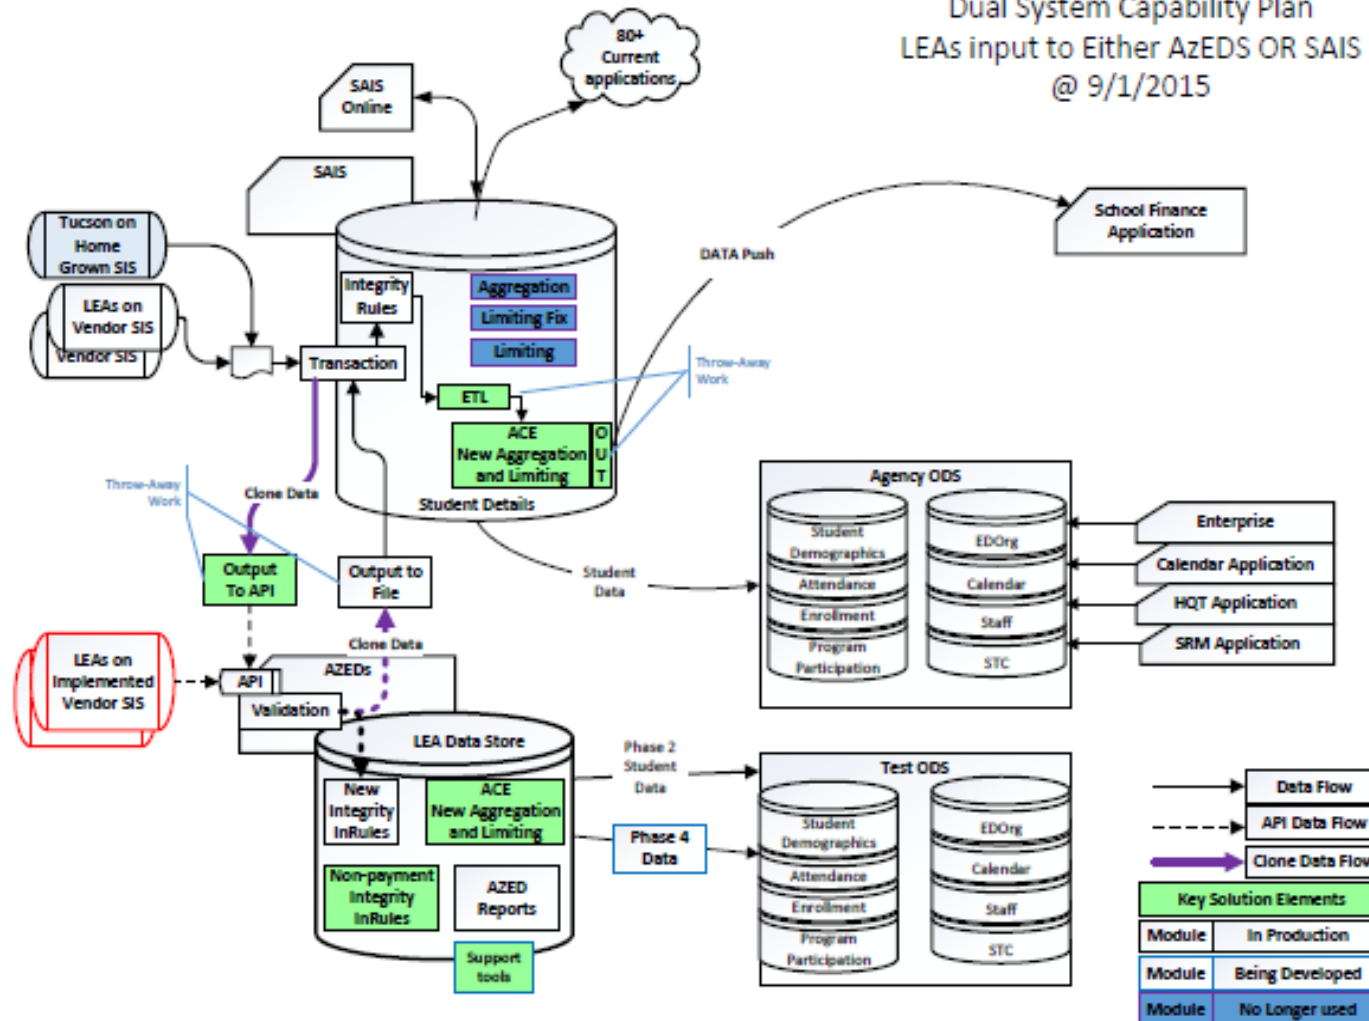 Dual System Capability Plan
LEAs input to Either AzEDS OR SAIS
@ 9/1/2015
80+
Current
applications
SAIS
Online
SAIS
School Finance
Application
Tucson on
Home
Grown SIS
DATA Push
LEAs on
Vendor SIS
Vendor SIS
Integrity
Rules
Aggregation
Limiting Fix
Limiting
Transaction
Throw-Away
Work
ETL
ACE
New Aggregation
and Limiting
O
U
T
Student Details
Throw-Away
Work
Clone Data
Output
To API
Output to
File
Student
Data
Clone Data
Agency ODS
Student
Demographics
Attendance
Enrollment
Program
Participation
EDOrg
Calendar
Staff
STC
Enterprise
Calendar Application
HQT Application
SRM Application
LEAs on
Implemented
Vendor SIS
API
AZEDs
Validation
LEA Data Store
New
Integrity
InRules
ACE
New Aggregation
and Limiting
Non-payment
Integrity
InRules
AZED
Reports
Support
tools
Phase 2
Student
Data
Phase 4
Data
Test ODS
Student
Demographics
Attendance
Enrollment
Program
Participation
EDOrg
Calendar
Staff
STC
Data Flow
API Data Flow
Clone Data Flow
Key Solution Elements
Module In Production
Module Being Developed
Module No Longer used